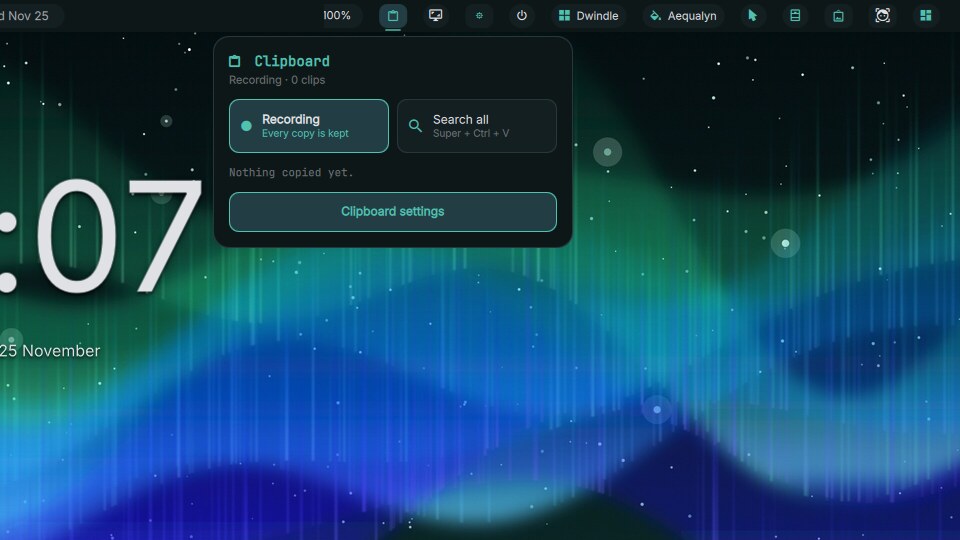 d Nov 25
100%
Dwindle
Aequalyn
Clipboard
Recording · 0 clips
Recording
Every copy is kept
Search all
Super + Ctrl + V
Nothing copied yet.
Clipboard settings
:07
25 November